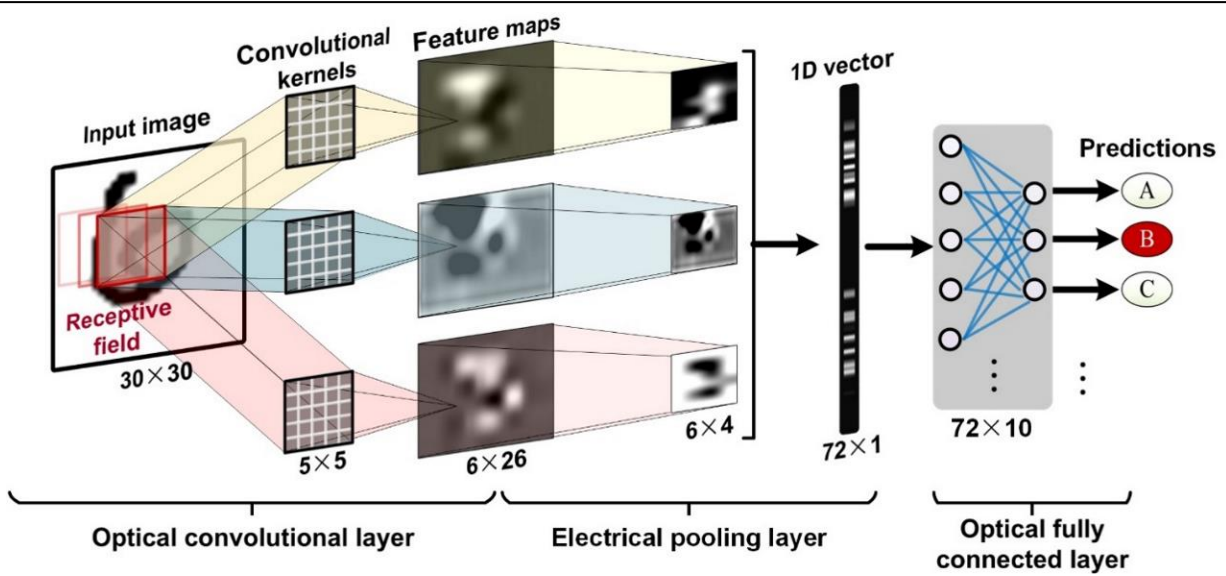 Convolutional
kernels
Feature maps
1D vector
Input image
Predictions
A
B
C
Receptive
field
30×30
5×5
6×26
6×4
72×1
72×10
Optical convolutional layer
Electrical pooling layer
Optical fully
connected layer